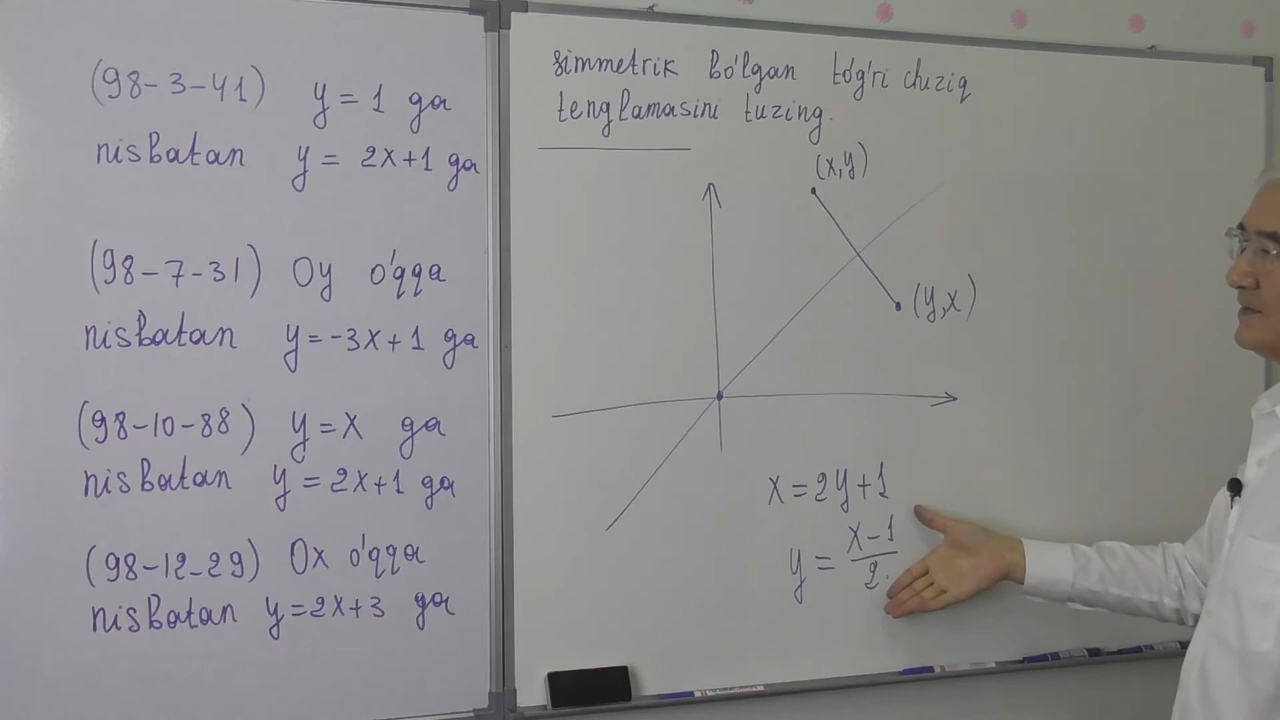 (98-3-41) y = 1 ga
nisbatan y = 2x+1 ga
(98-7-31) Oy o'qqa
nisbatan y=-3x+1 ga
(98-10-88) y=x ga
nisbatan y = 2x+1 ga
(98-12-29) Ox o'qqa
nisbatan y=2x+3 ga
simmetrik bo'lgan to'g'ri chiziq
tenglamasini tuzing.
(x,y)
(y,x)
x=2y+1
y = x-1
2